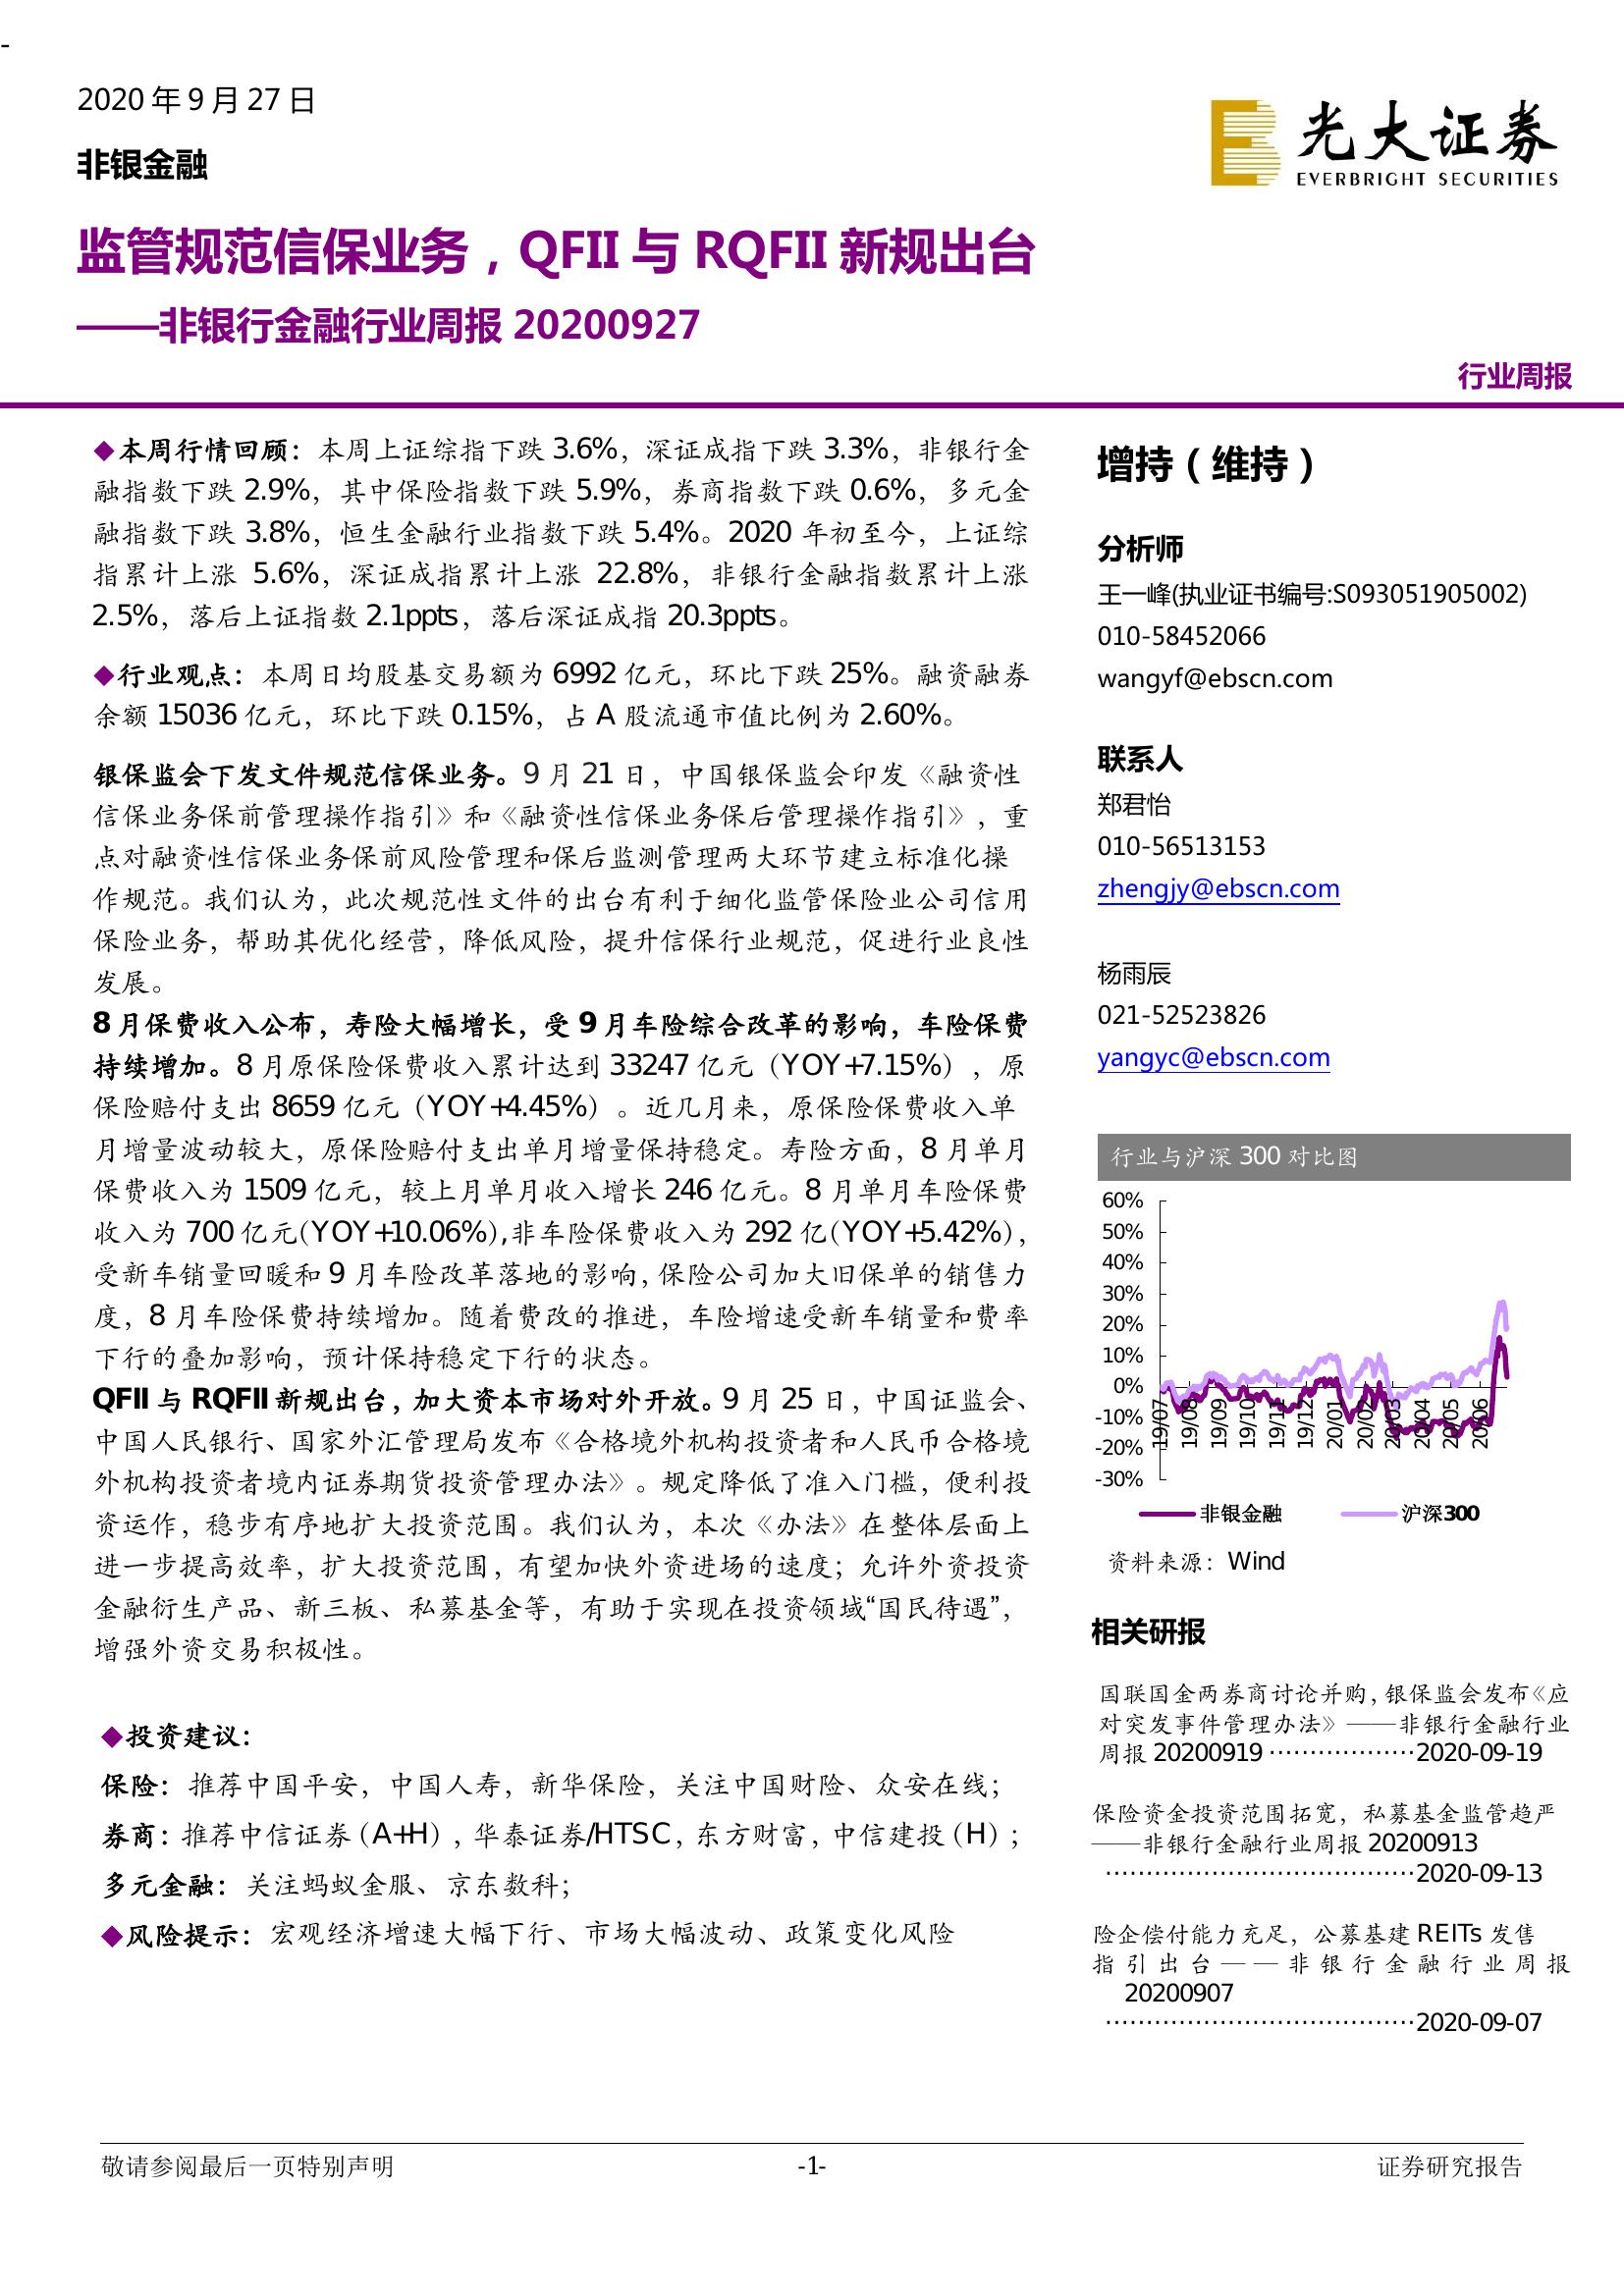 -
2020 年 9 月 27 日
非银金融
光大证券
EVERBRIGHT SECURITIES
监管规范信保业务，QFII 与 RQFII 新规出台
——非银行金融行业周报 20200927
行业周报
◆本周行情回顾：本周上证综指下跌 3.6%，深证成指下跌 3.3%，非银行金
融指数下跌 2.9%，其中保险指数下跌 5.9%，券商指数下跌 0.6%，多元金
融指数下跌 3.8%，恒生金融行业指数下跌 5.4%。2020 年初至今，上证综
指累计上涨 5.6%，深证成指累计上涨 22.8%，非银行金融指数累计上涨
2.5%，落后上证指数 2.1ppts，落后深证成指 20.3ppts。
◆行业观点：本周日均股基交易额为 6992 亿元，环比下跌 25%。融资融券
余额 15036 亿元，环比下跌 0.15%，占 A 股流通市值比例为 2.60%。
银保监会下发文件规范信保业务。9 月 21 日，中国银保监会印发《融资性
信保业务保前管理操作指引》和《融资性信保业务保后管理操作指引》，重
点对融资性信保业务保前风险管理和保后监测管理两大环节建立标准化操
作规范。我们认为，此次规范性文件的出台有利于细化监管保险业公司信用
保险业务，帮助其优化经营，降低风险，提升信保行业规范，促进行业良性
发展。
8 月保费收入公布，寿险大幅增长，受 9 月车险综合改革的影响，车险保费
持续增加。8 月原保险保费收入累计达到 33247 亿元（YOY+7.15%），原
保险赔付支出 8659 亿元（YOY+4.45%）。近几月来，原保险保费收入单
月增量波动较大，原保险赔付支出单月增量保持稳定。寿险方面，8 月单月
保费收入为 1509 亿元，较上月单月收入增长 246 亿元。8 月单月车险保费
收入为 700 亿元(YOY+10.06%),非车险保费收入为 292 亿(YOY+5.42%)，
受新车销量回暖和 9 月车险改革落地的影响，保险公司加大旧保单的销售力
度，8 月车险保费持续增加。随着费改的推进，车险增速受新车销量和费率
下行的叠加影响，预计保持稳定下行的状态。
QFII 与 RQFII 新规出台，加大资本市场对外开放。9 月 25 日，中国证监会、
中国人民银行、国家外汇管理局发布《合格境外机构投资者和人民币合格境
外机构投资者境内证券期货投资管理办法》。规定降低了准入门槛，便利投
资运作，稳步有序地扩大投资范围。我们认为，本次《办法》在整体层面上
进一步提高效率，扩大投资范围，有望加快外资进场的速度；允许外资投资
金融衍生产品、新三板、私募基金等，有助于实现在投资领域“国民待遇”，
增强外资交易积极性。
◆投资建议：
保险：推荐中国平安，中国人寿，新华保险，关注中国财险、众安在线；
券商：推荐中信证券（A+H），华泰证券/HTSC，东方财富，中信建投（H）；
多元金融：关注蚂蚁金服、京东数科；
◆风险提示：宏观经济增速大幅下行、市场大幅波动、政策变化风险
增持（维持）
分析师
王一峰(执业证书编号:S093051905002)
010-58452066
wangyf@ebscn.com
联系人
郑君怡
010-56513153
zhengjy@ebscn.com
杨雨辰
021-52523826
yangyc@ebscn.com
行业与沪深 300 对比图
60%
50%
40%
30%
20%
10%
0%
-10%
-20%
-30%
19/07 19/08 19/09 19/10 19/11 19/12 20/01 20/02 20/03 20/04 20/05 20/06
非银金融 沪深300
资料来源：Wind
相关研报
国联国金两券商讨论并购，银保监会发布《应
对突发事件管理办法》——非银行金融行业
周报 20200919 ··················2020-09-19
保险资金投资范围拓宽，私募基金监管趋严
——非银行金融行业周报 20200913
······································2020-09-13
险企偿付能力充足，公募基建 REITs 发售
指引出台——非银行金融行业周报
20200907
······································2020-09-07
敬请参阅最后一页特别声明 -1- 证券研究报告